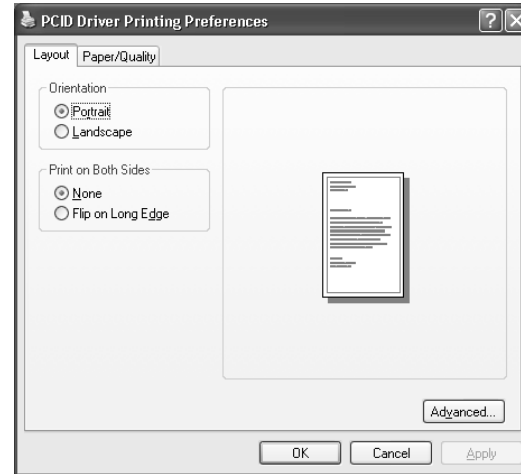 PCID Driver Printing Preferences
Layout
Paper/Quality
Orientation
Portrait
Landscape
Print on Both Sides
None
Flip on Long Edge
Advanced...
OK
Cancel
Apply